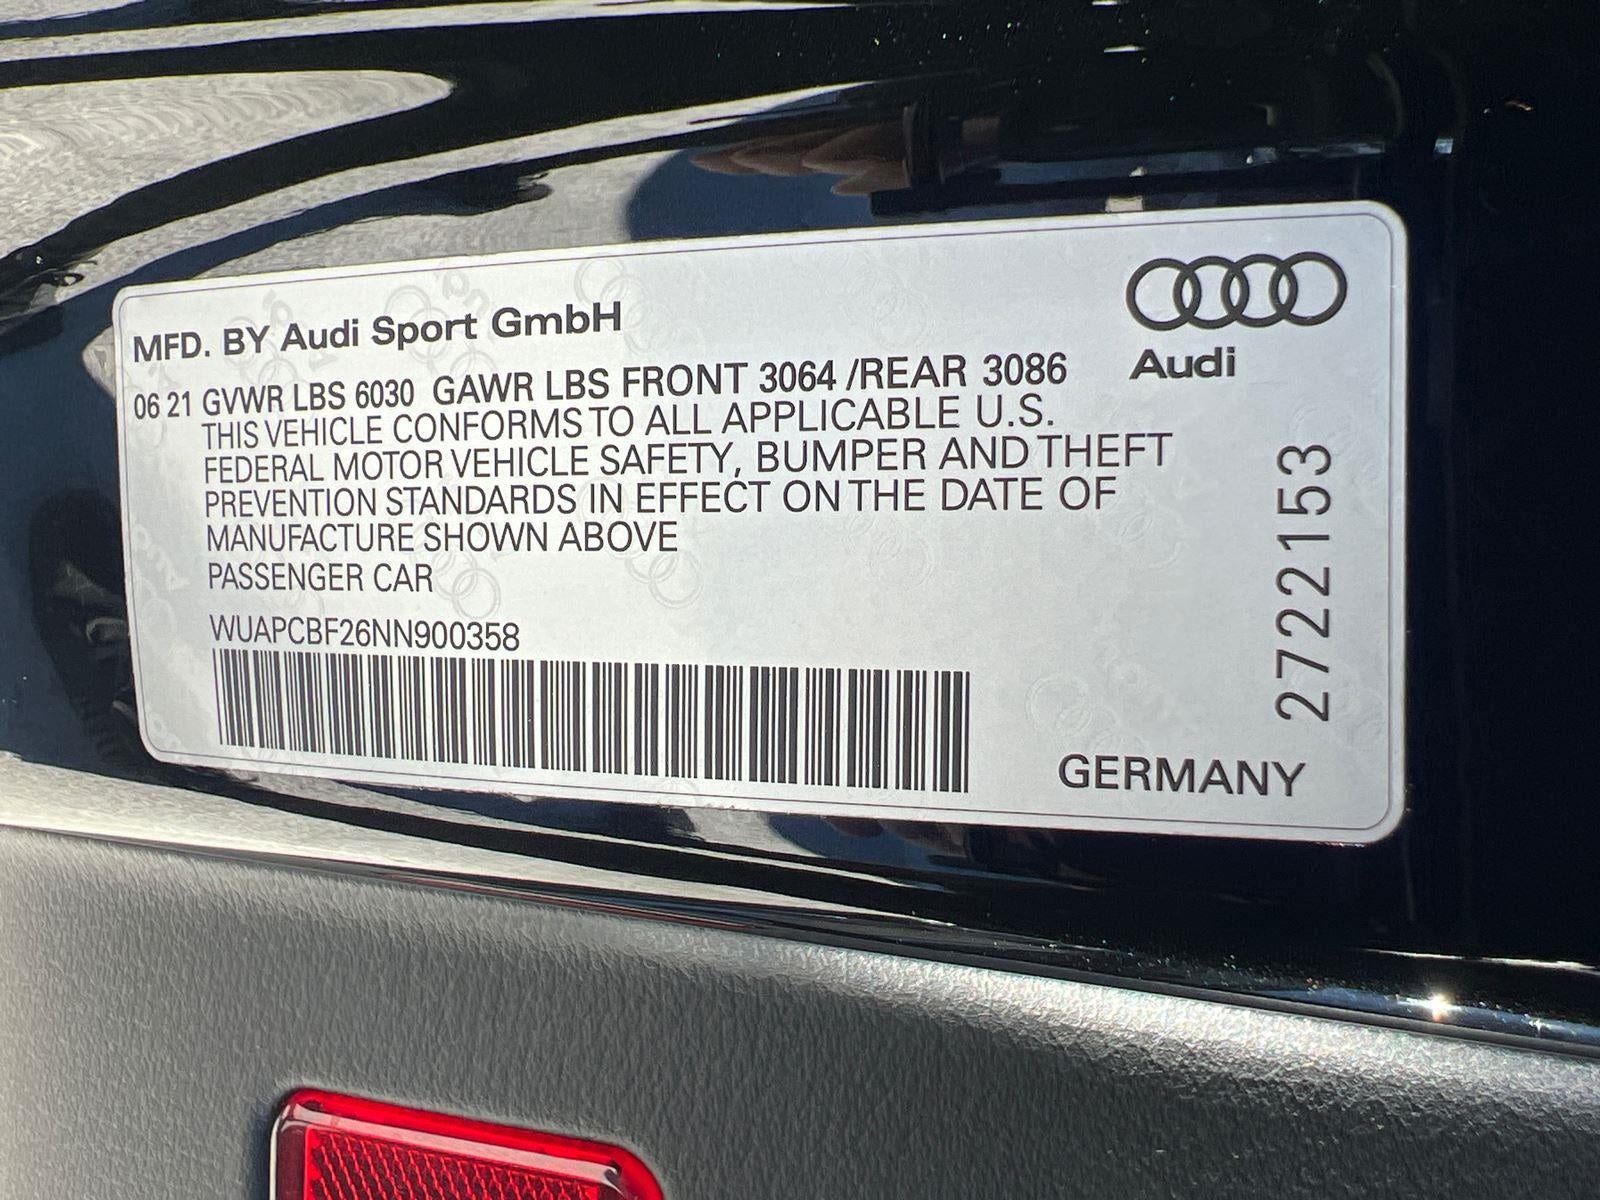 MFD. BY Audi Sport GmbH
Audi
06 21 GVWR LBS 6030 GAWR LBS FRONT 3064 /REAR 3086
THIS VEHICLE CONFORMS TO ALL APPLICABLE U.S.
FEDERAL MOTOR VEHICLE SAFETY, BUMPER AND THEFT
PREVENTION STANDARDS IN EFFECT ON THE DATE OF
MANUFACTURE SHOWN ABOVE
PASSENGER CAR
WUAPCBF26NN900358
2722153
GERMANY